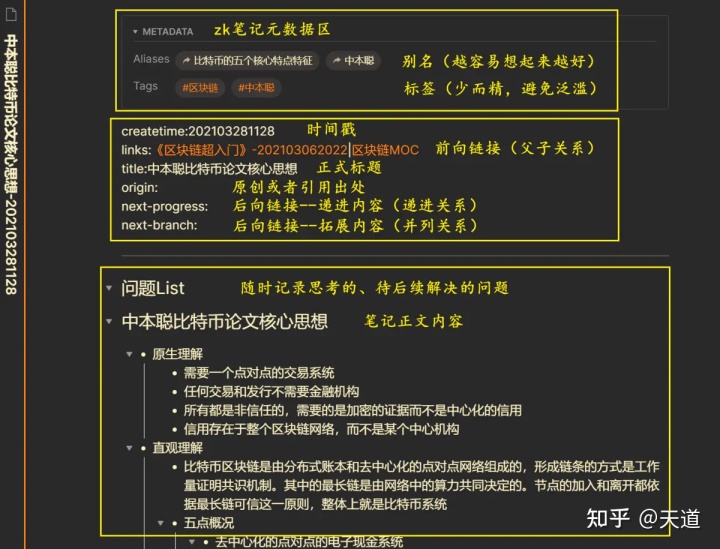 中本聪比特币论文核心思想-202103281128
METADATA zk笔记元数据区
Aliases 比特币的五个核心特点特征 中本聪 别名（越容易想起来越好）
Tags #区块链 #中本聪 标签（少而精，避免泛滥）
createtime:202103281128 时间戳
links:《区块链超入门》-202103062022|区块链MOC 前向链接（父子关系）
title:中本聪比特币论文核心思想 正式标题
origin: 原创或者引用出处
next-progress: 后向链接--递进内容（递进关系）
next-branch: 后向链接--拓展内容（并列关系）
问题List 随时记录思考的、待后续解决的问题
中本聪比特币论文核心思想 笔记正文内容
原生理解
需要一个点对点的交易系统
任何交易和发行不需要金融机构
所有都是非信任的，需要的是加密的证据而不是中心化的信用
信用存在于整个区块链网络，而不是某个中心机构
直观理解
比特币区块链是由分布式账本和去中心化的点对点网络组成的，形成链条的方式是工作
量证明共识机制。其中的最长链是由网络中的算力共同决定的。节点的加入和离开都依
据最长链可信这一原则，整体上就是比特币系统
五点概况
去中心化的点对点的电子现金系统
知乎 @天道